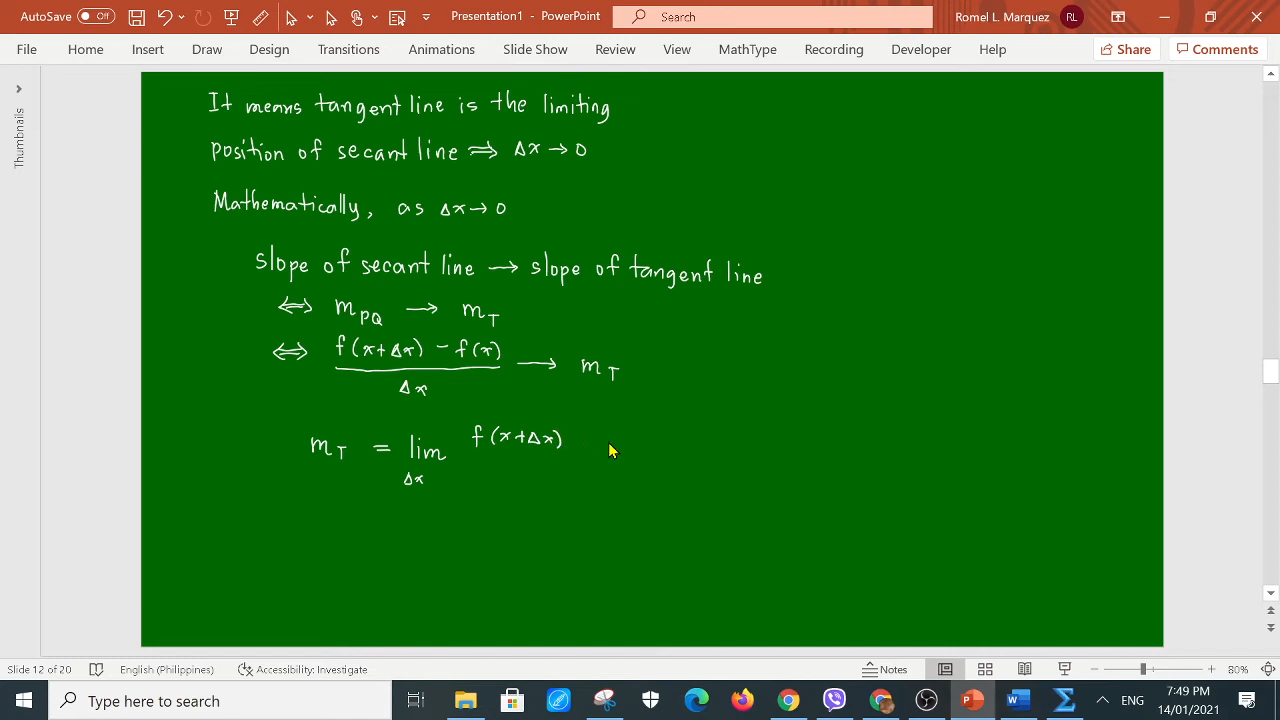 AutoSave Off Presentation1 - PowerPoint Search Romel L. Marquez RL
File Home Insert Draw Design Slide Show Transitions Animations Slide Show Review View MathType Recording Developer Help Share Comments
Thumbnails
It means tangent line is the limiting
position of secant line ⟹ Δx → 0
Mathematically, as Δx → 0
slope of secant line → slope of tangent line
⟺ m_PQ → m_T
⟺ f(x+Δx) - f(x)
Δx
→ m_T
m_T = lim f(x+Δx)
Δx
Slide 12 of 20 English (Philippines) Accessibility: Investigate Notes 80%
Type here to search ENG 7:49 PM
14/01/2021